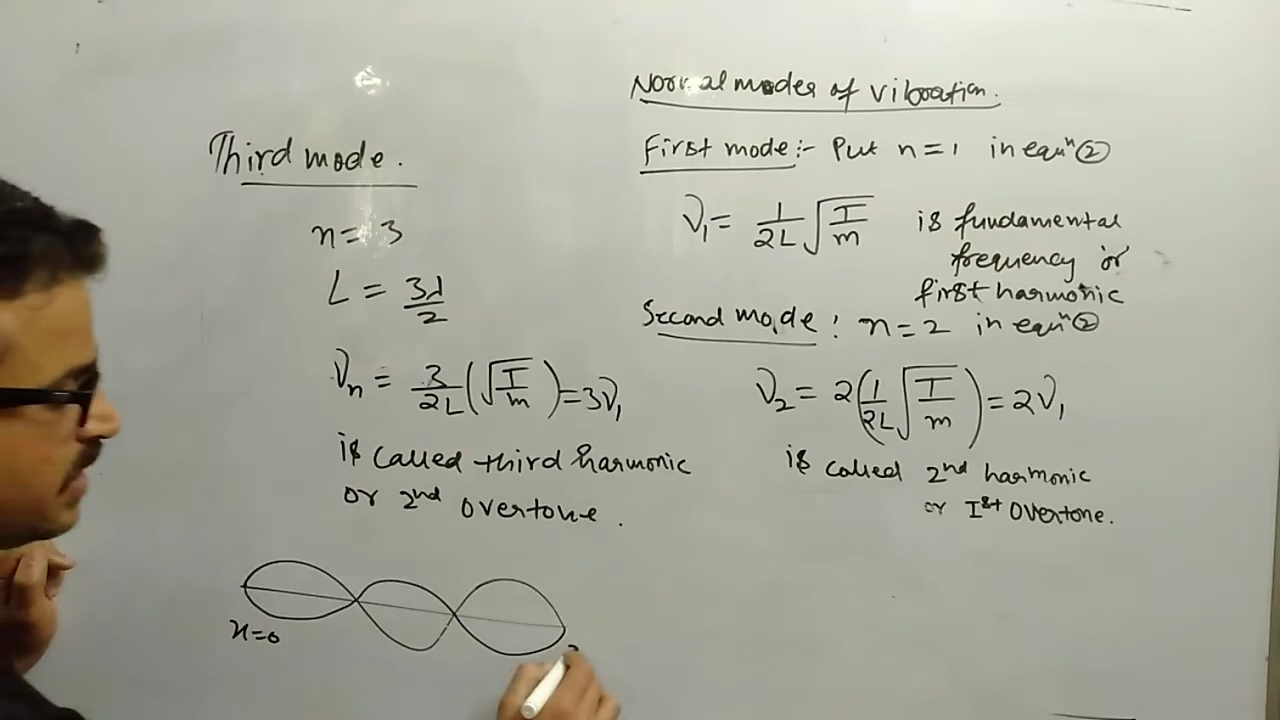 Normal modes of vibration.
First mode :- Put n=1 in equⁿ ②
ν₁ = 1/2L √T/m is fundamental
frequency or
first harmonic
Second mode : n=2 in equⁿ ②
ν₂ = 2(1/2L √T/m) = 2ν₁
is called 2nd harmonic
or Ist overtone.
Third mode.
n=3
L = 3λ/2
νn = 3/2L (√T/m) = 3ν₁
is called third harmonic
or 2nd overtone.
x=0